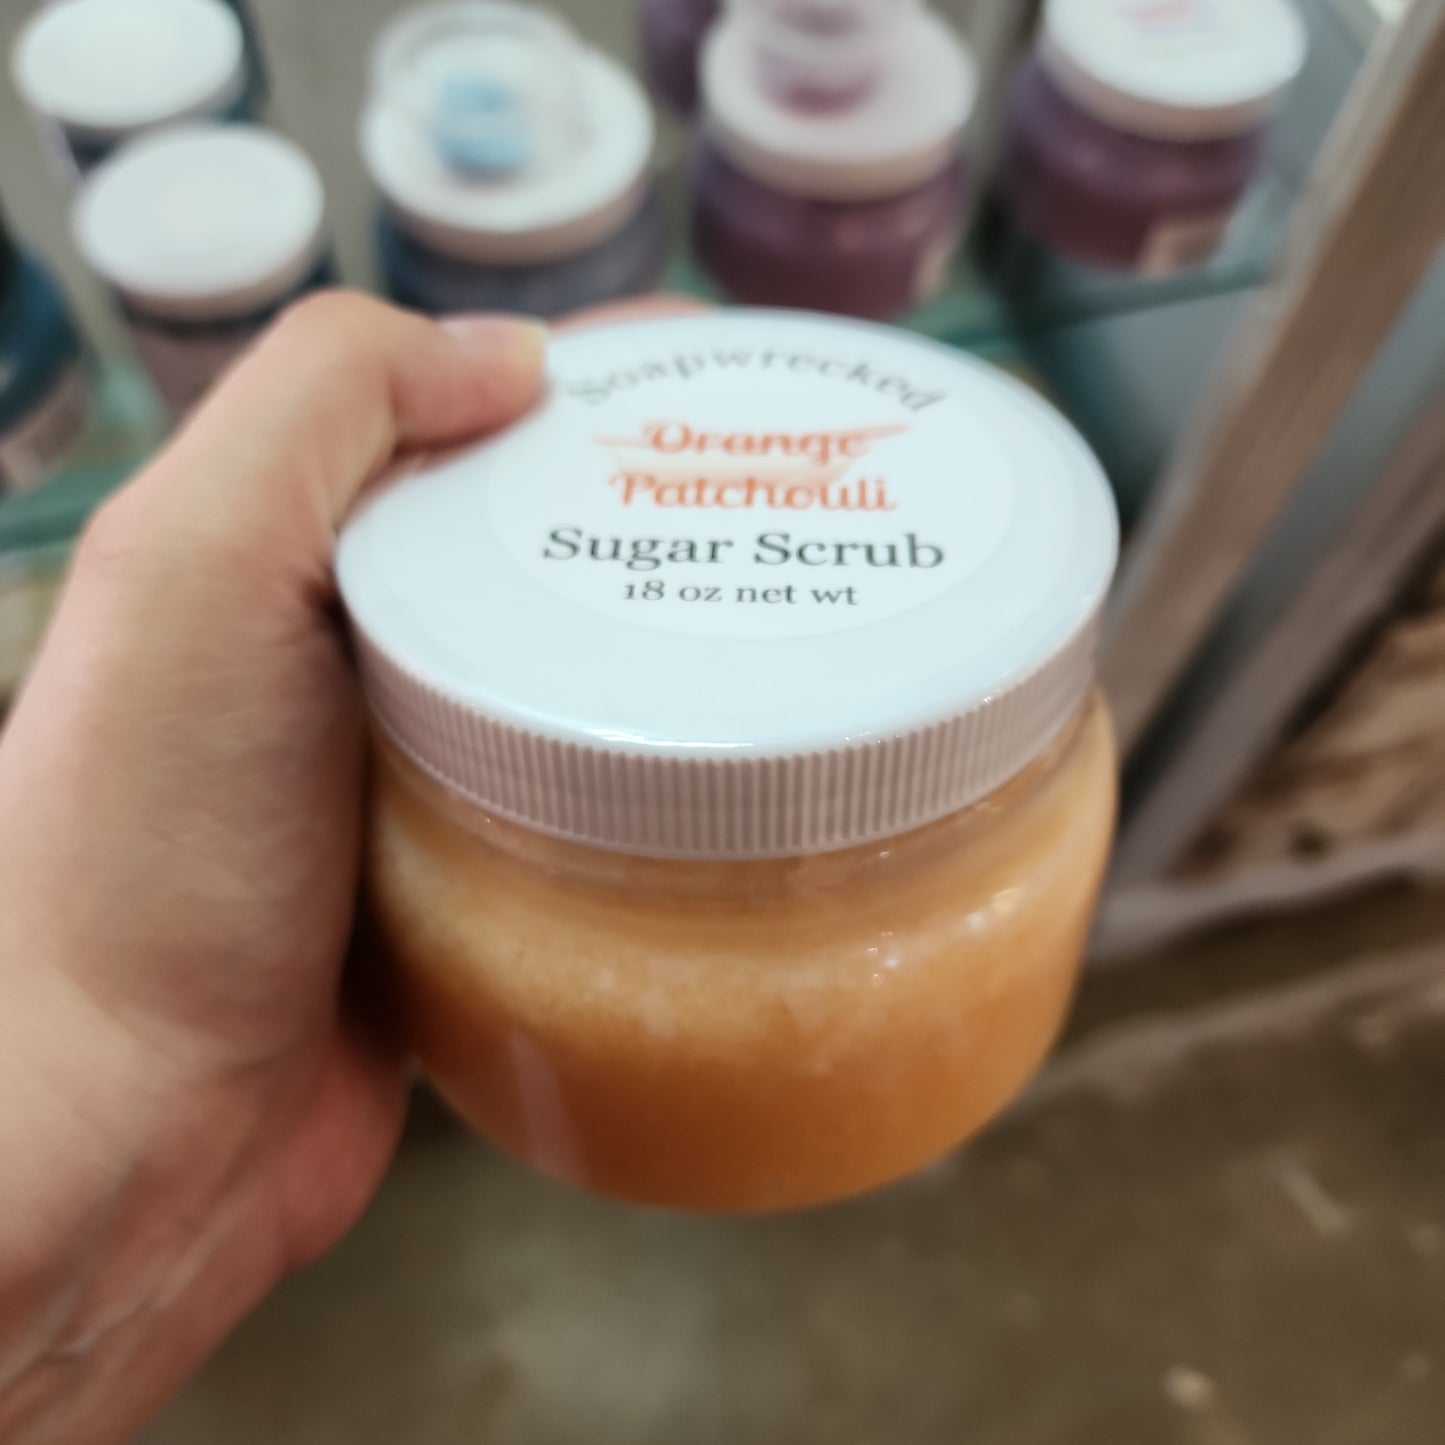 Soapwrecked
Orange
Patchouli
Sugar Scrub
18 oz net wt